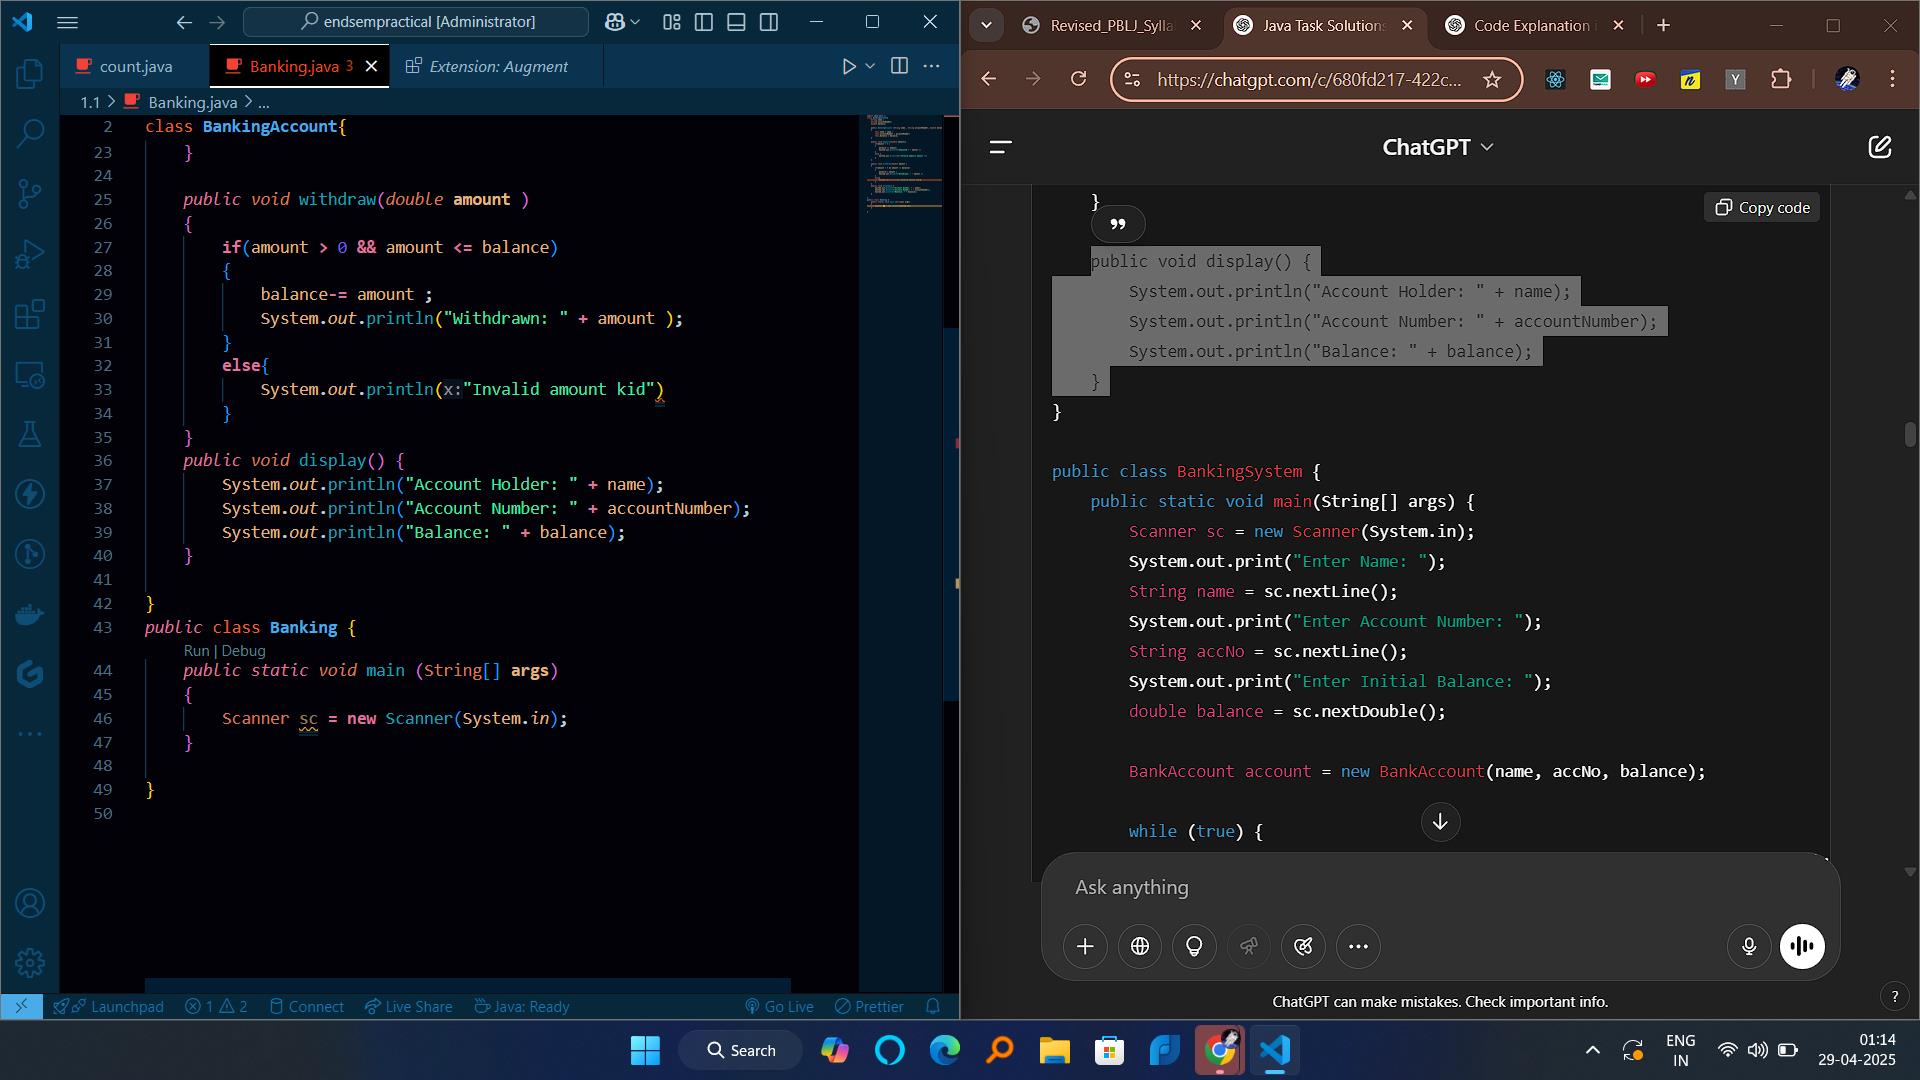 endsempractical [Administrator]
count.java
Banking.java 3
Extension: Augment
1.1 > Banking.java > ...
2 class BankingAccount{
23 }
24
25 public void withdraw(double amount )
26 {
27 if(amount > 0 && amount <= balance)
28 {
29 balance-= amount ;
30 System.out.println("Withdrawn: " + amount );
31 }
32 else{
33 System.out.println(x:"Invalid amount kid")
34 }
35 }
36 public void display() {
37 System.out.println("Account Holder: " + name);
38 System.out.println("Account Number: " + accountNumber);
39 System.out.println("Balance: " + balance);
40 }
41
42 }
43 public class Banking {
Run | Debug
44 public static void main (String[] args)
45 {
46 Scanner sc = new Scanner(System.in);
47 }
48
49 }
50
Launchpad
1 2
Connect
Live Share
Java: Ready
Go Live
Prettier
Revised_PBLJ_Sylla
Java Task Solutions
Code Explanation
https://chatgpt.com/c/680fd217-422c...
ChatGPT
Copy code
}
public void display() {
System.out.println("Account Holder: " + name);
System.out.println("Account Number: " + accountNumber);
System.out.println("Balance: " + balance);
}
}
public class BankingSystem {
public static void main(String[] args) {
Scanner sc = new Scanner(System.in);
System.out.print("Enter Name: ");
String name = sc.nextLine();
System.out.print("Enter Account Number: ");
String accNo = sc.nextLine();
System.out.print("Enter Initial Balance: ");
double balance = sc.nextDouble();
BankAccount account = new BankAccount(name, accNo, balance);
while (true) {
Ask anything
ChatGPT can make mistakes. Check important info.
?
Search
ENG
IN
01:14
29-04-2025